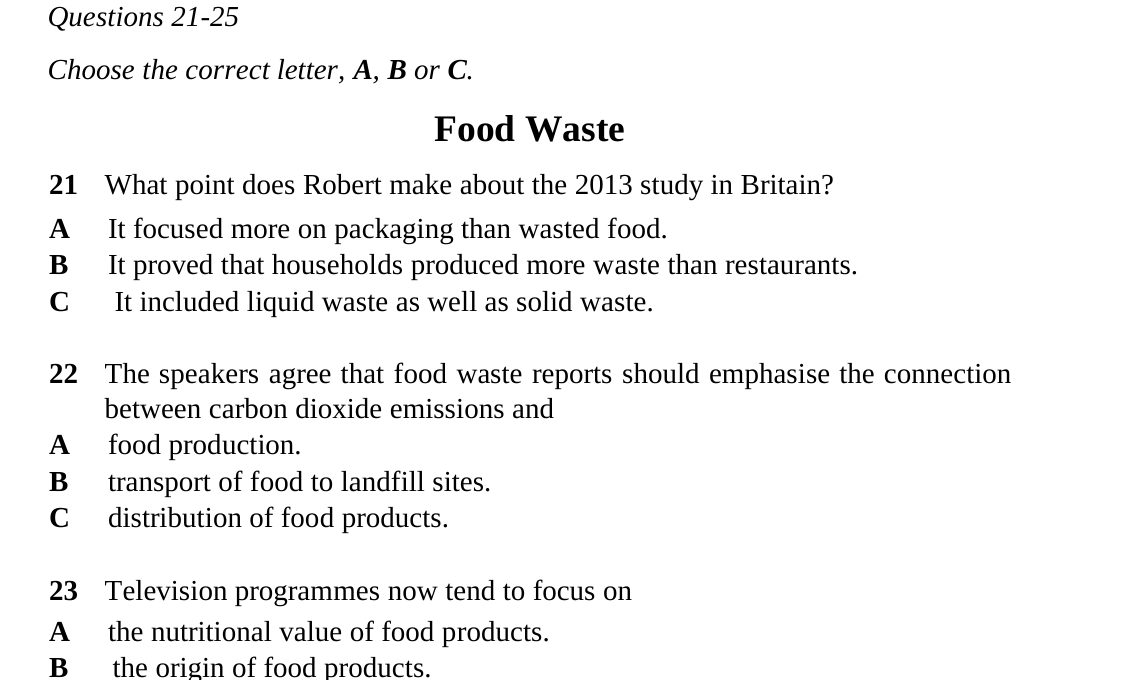 Questions 21-25
Choose the correct letter, A, B or C.
Food Waste
21 What point does Robert make about the 2013 study in Britain?
A It focused more on packaging than wasted food.
B It proved that households produced more waste than restaurants.
C It included liquid waste as well as solid waste.
22 The speakers agree that food waste reports should emphasise the connection
between carbon dioxide emissions and
A food production.
B transport of food to landfill sites.
C distribution of food products.
23 Television programmes now tend to focus on
A the nutritional value of food products.
B the origin of food products.